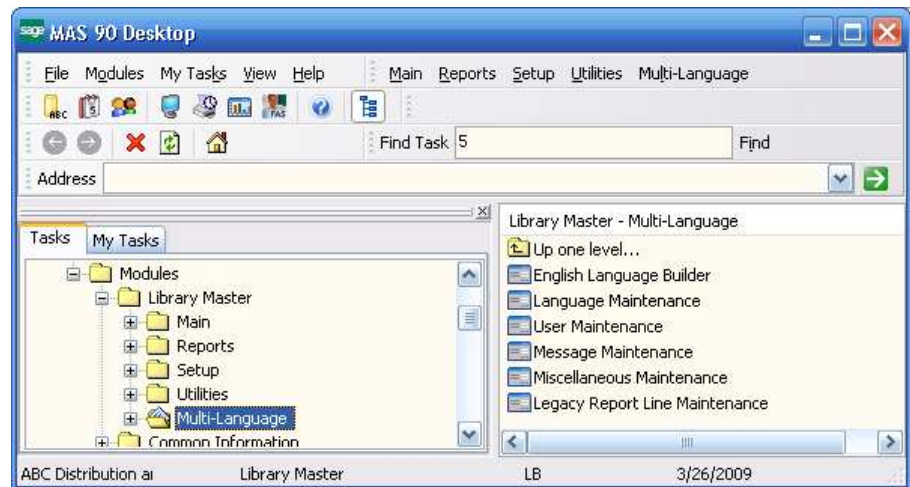 sage MAS 90 Desktop
File Modules My Tasks View Help Main Reports Setup Utilities Multi-Language
ABC 5 TAS
Find Task 5 Find
Address
Tasks My Tasks
Modules
Library Master
Main
Reports
Setup
Utilities
Multi-Language
Common Information
Library Master - Multi-Language
Up one level...
English Language Builder
Language Maintenance
User Maintenance
Message Maintenance
Miscellaneous Maintenance
Legacy Report Line Maintenance
ABC Distribution ar Library Master LB 3/26/2009